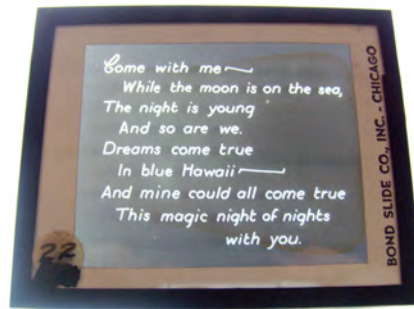 Come with me
While the moon is on the sea,
The night is young
And so are we.
Dreams come true
In blue Hawaii
And mine could all come true
This magic night of nights
with you.
BOND SLIDE CO., INC. - CHICAGO
22